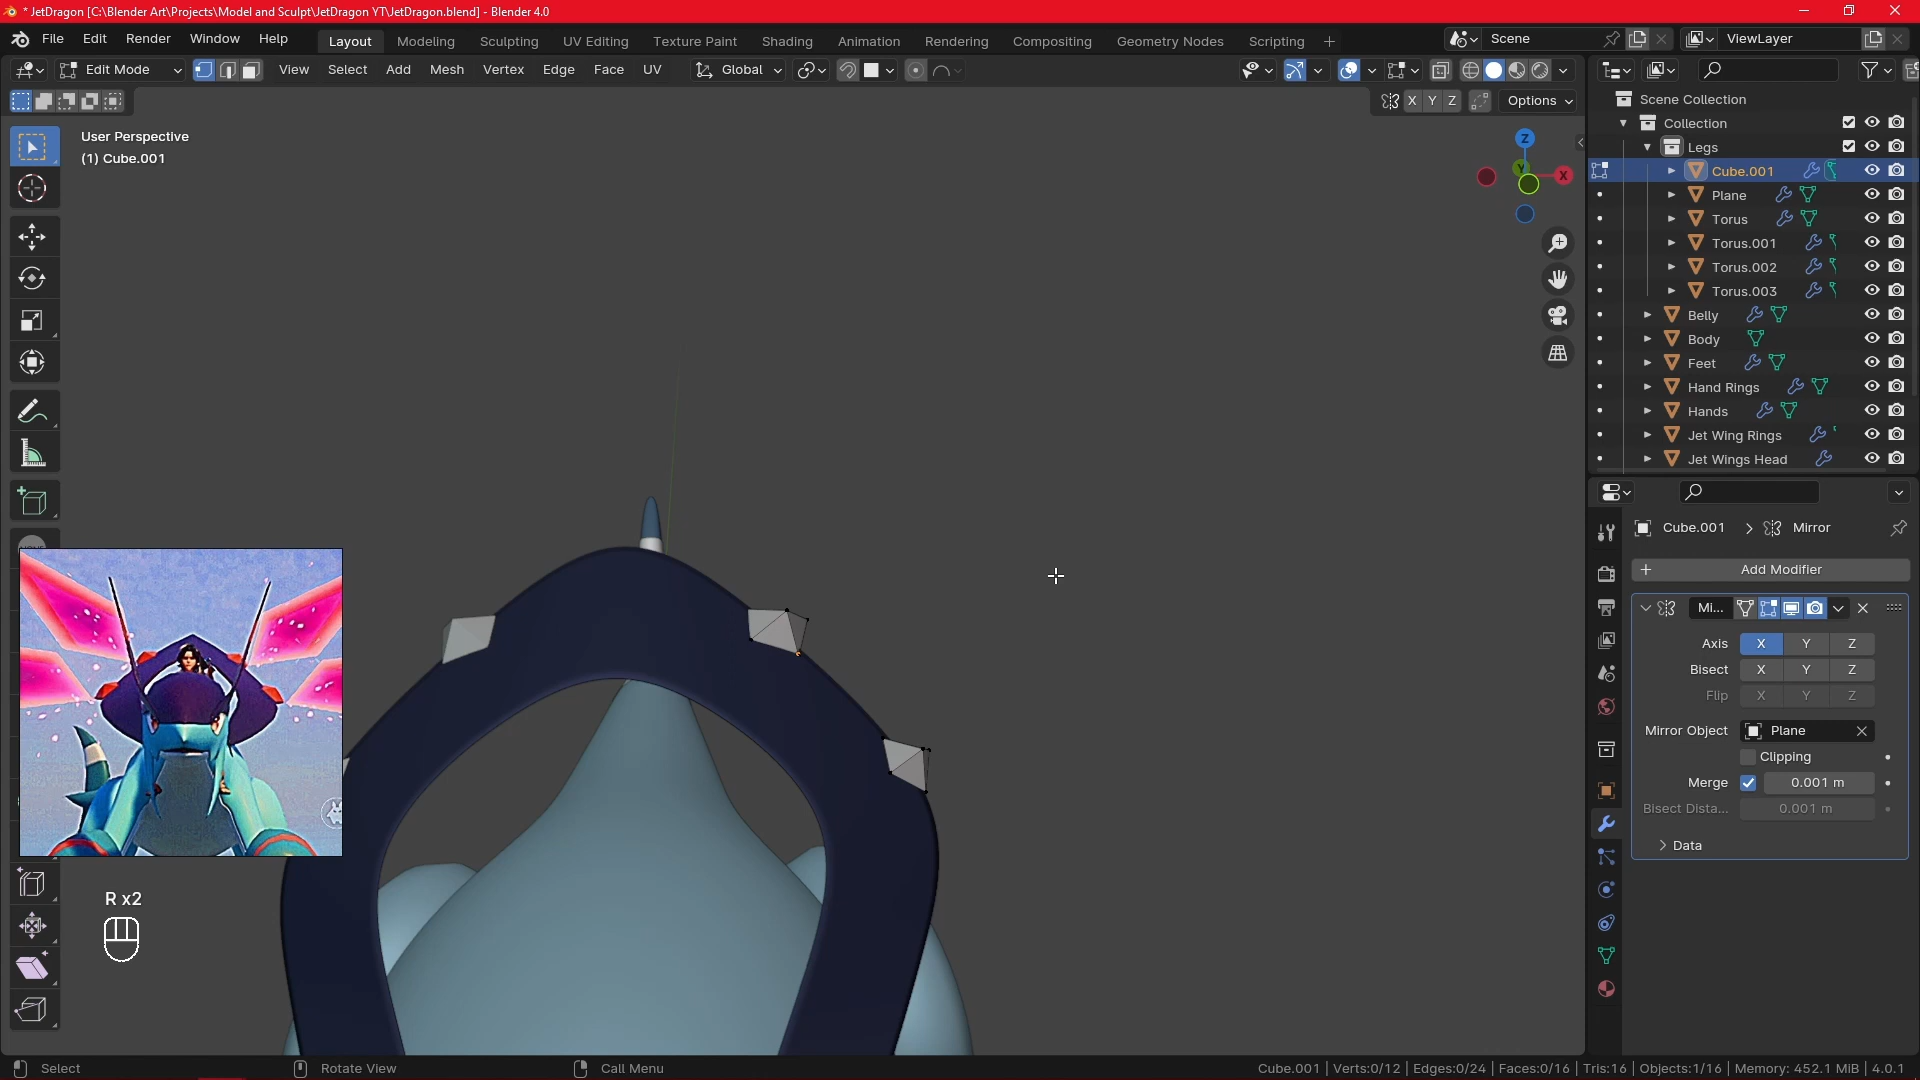 * JetDragon [C:\Blender Art\Projects\Model and Sculpt\JetDragon YT\JetDragon.blend] - Blender 4.0
File Edit Render Window Help Layout Modeling Sculpting UV Editing Texture Paint Shading Animation Rendering Compositing Geometry Nodes Scripting + Scene ViewLayer
Edit Mode View Select Add Mesh Vertex Edge Face UV Global
X Y Z Options
User Perspective
(1) Cube.001
Z
Y
X
Scene Collection
Collection
Legs
Cube.001
Plane
Torus
Torus.001
Torus.002
Torus.003
Belly
Body
Feet
Hand Rings
Hands
Jet Wing Rings
Jet Wings Head
Cube.001 > Mirror
+ Add Modifier
Mi...
Axis X Y Z
Bisect X Y Z
Flip X Y Z
Mirror Object Plane
Clipping
Merge 0.001 m
Bisect Dista... 0.001 m
Data
R x2
Select Rotate View Call Menu Cube.001 | Verts:0/12 | Edges:0/24 | Faces:0/16 | Tris:16 | Objects:1/16 | Memory: 452.1 MiB | 4.0.1